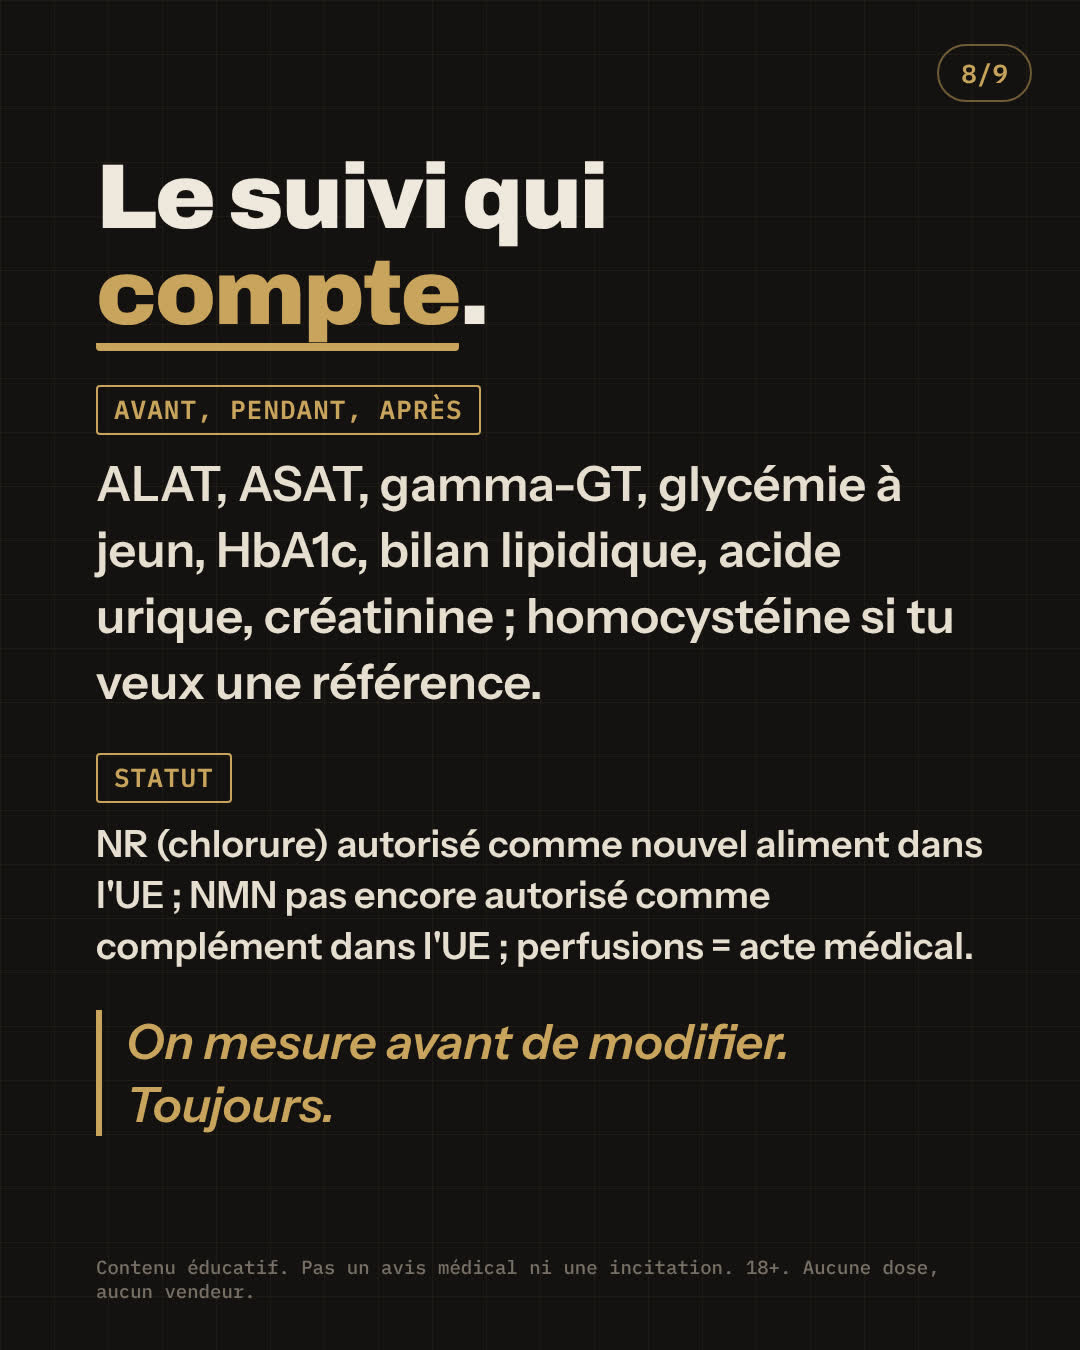 8/9
Le suivi qui
compte.
AVANT, PENDANT, APRÈS
ALAT, ASAT, gamma-GT, glycémie à
jeun, HbA1c, bilan lipidique, acide
urique, créatinine ; homocystéine si tu
veux une référence.
STATUT
NR (chlorure) autorisé comme nouvel aliment dans
l'UE ; NMN pas encore autorisé comme
complément dans l'UE ; perfusions = acte médical.
On mesure avant de modifier.
Toujours.
Contenu éducatif. Pas un avis médical ni une incitation. 18+. Aucune dose,
aucun vendeur.